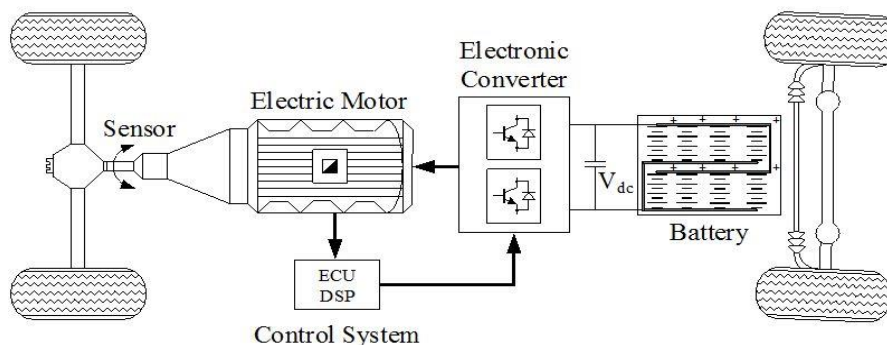 Electronic
Converter
Electric Motor
Sensor
+ + + +
+ + + +
V dc
Battery
ECU
DSP
Control System